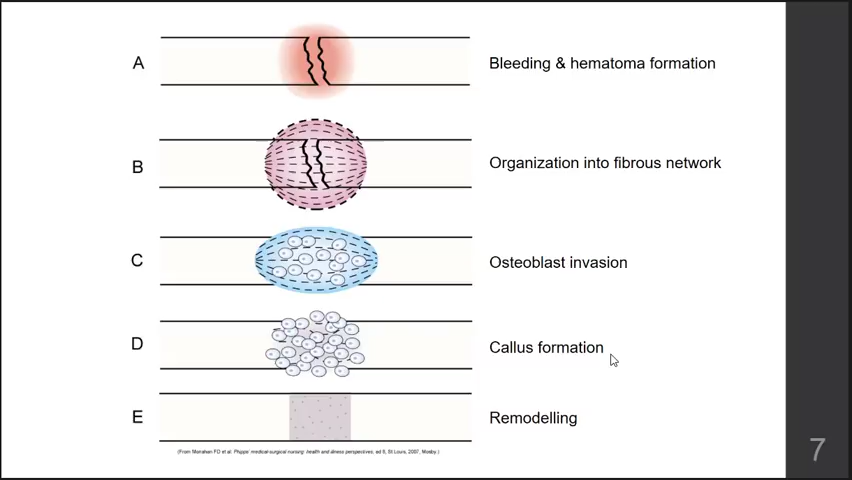 A
Bleeding & hematoma formation
B
Organization into fibrous network
C
Osteoblast invasion
D
Callus formation
E
Remodelling
(From Monahan FD et al: Phipps' medical-surgical nursing: health and illness perspectives, ed 8, St Louis, 2007, Mosby.)
7